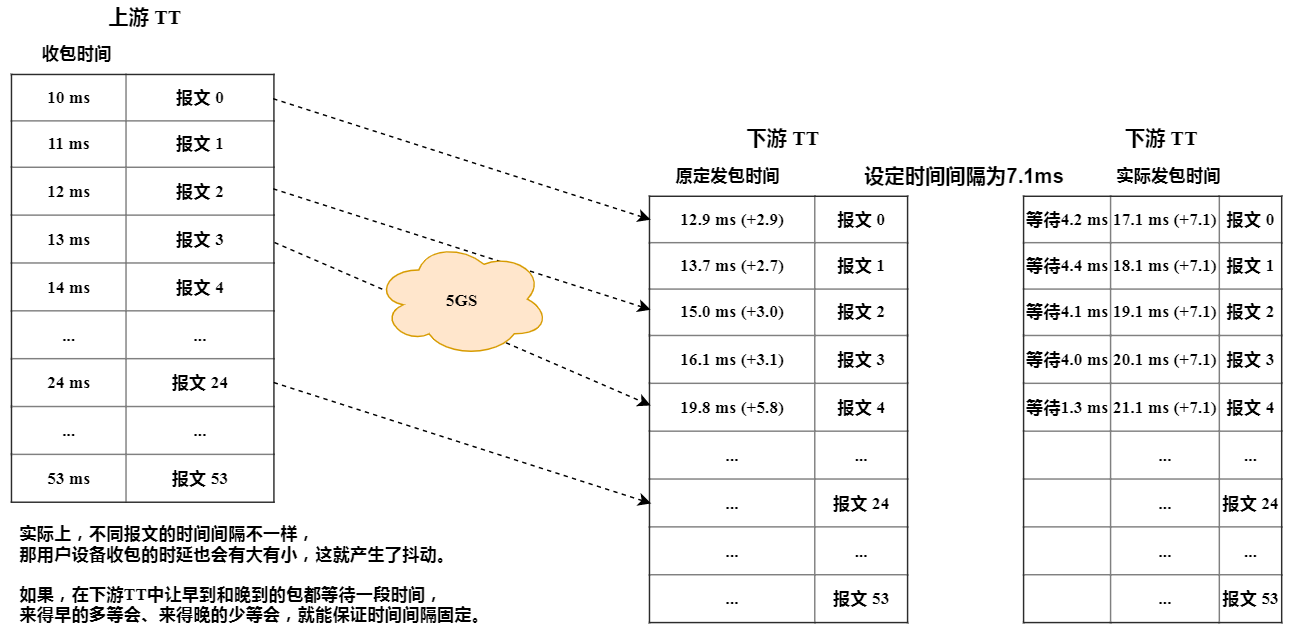 上游 TT
收包时间
10 ms 报文 0
11 ms 报文 1
12 ms 报文 2
13 ms 报文 3
14 ms 报文 4
... ...
24 ms 报文 24
... ...
53 ms 报文 53
实际上，不同报文的时间间隔不一样，
那用户设备收包的时延也会有大有小，这就产生了抖动。
如果，在下游TT中让早到和晚到的包都等待一段时间，
来得早的多等会、来得晚的少等会，就能保证时间间隔固定。
5GS
下游 TT
原定发包时间
12.9 ms (+2.9) 报文 0
13.7 ms (+2.7) 报文 1
15.0 ms (+3.0) 报文 2
16.1 ms (+3.1) 报文 3
19.8 ms (+5.8) 报文 4
... ...
... 报文 24
... ...
... 报文 53
设定时间间隔为7.1ms
下游 TT
实际发包时间
等待4.2 ms 17.1 ms (+7.1) 报文 0
等待4.4 ms 18.1 ms (+7.1) 报文 1
等待4.1 ms 19.1 ms (+7.1) 报文 2
等待4.0 ms 20.1 ms (+7.1) 报文 3
等待1.3 ms 21.1 ms (+7.1) 报文 4
... ...
... 报文 24
... ...
... 报文 53